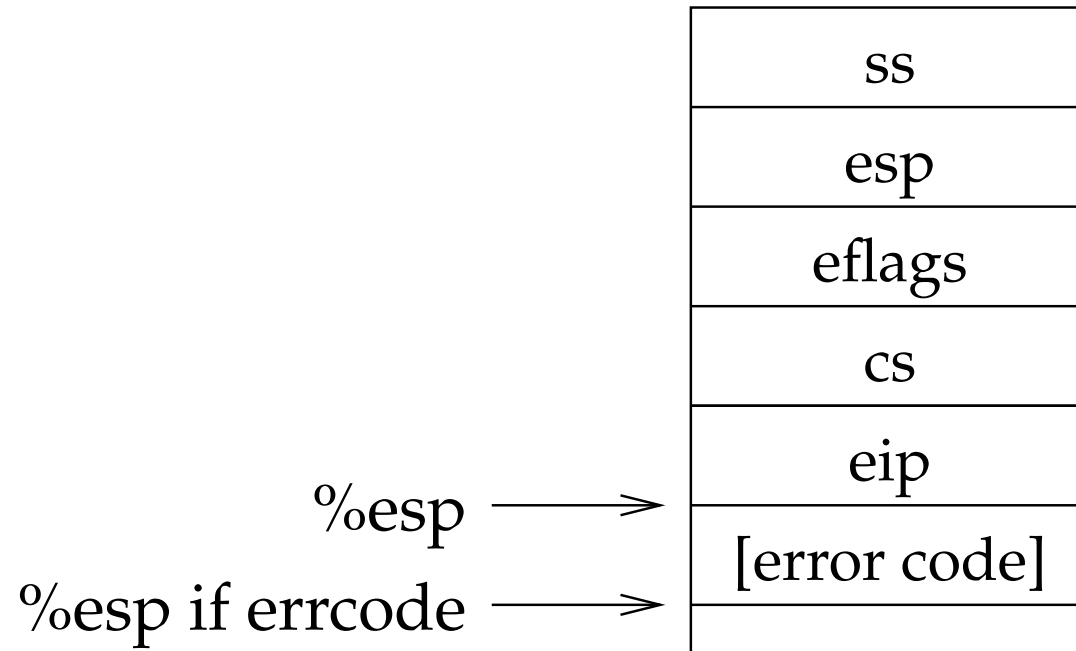 ss
esp
eflags
cs
eip
%esp
[error code]
%esp if errcode